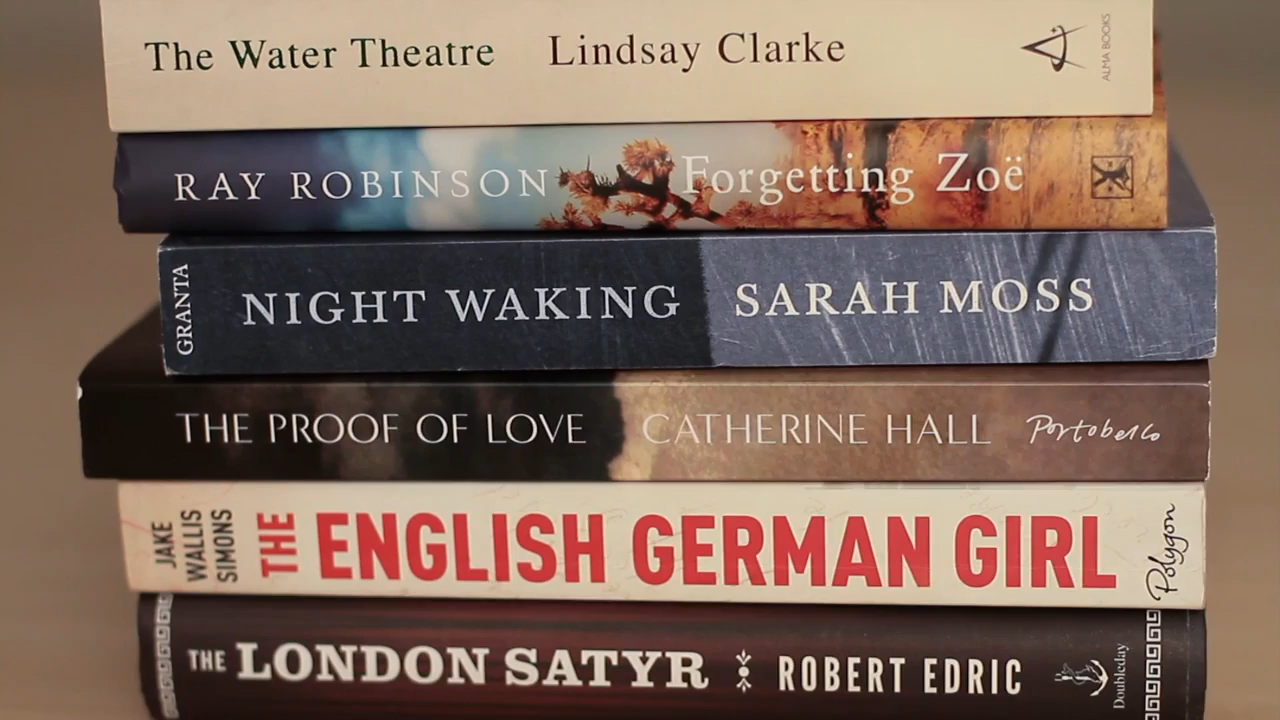 The Water Theatre Lindsay Clarke ALMA BOOKS
RAY ROBINSON Forgetting Zoë
GRANTA NIGHT WAKING SARAH MOSS
THE PROOF OF LOVE CATHERINE HALL Portobello
JAKE WALLIS SIMONS THE ENGLISH GERMAN GIRL Polygon
THE LONDON SATYR ROBERT EDRIC Doubleday